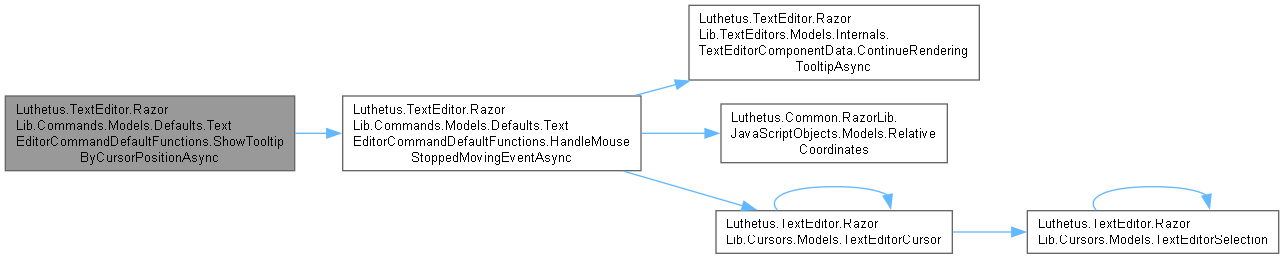 Luthetus.TextEditor.Razor
Lib.Commands.Models.Defaults.Text
EditorCommandDefaultFunctions.ShowTooltip
ByCursorPositionAsync
Luthetus.TextEditor.Razor
Lib.Commands.Models.Defaults.Text
EditorCommandDefaultFunctions.HandleMouse
StoppedMovingEventAsync
Luthetus.TextEditor.Razor
Lib.TextEditors.Models.Internals.
TextEditorComponentData.ContinueRendering
TooltipAsync
Luthetus.Common.RazorLib.
JavaScriptObjects.Models.Relative
Coordinates
Luthetus.TextEditor.Razor
Lib.Cursors.Models.TextEditorCursor
Luthetus.TextEditor.Razor
Lib.Cursors.Models.TextEditorSelection